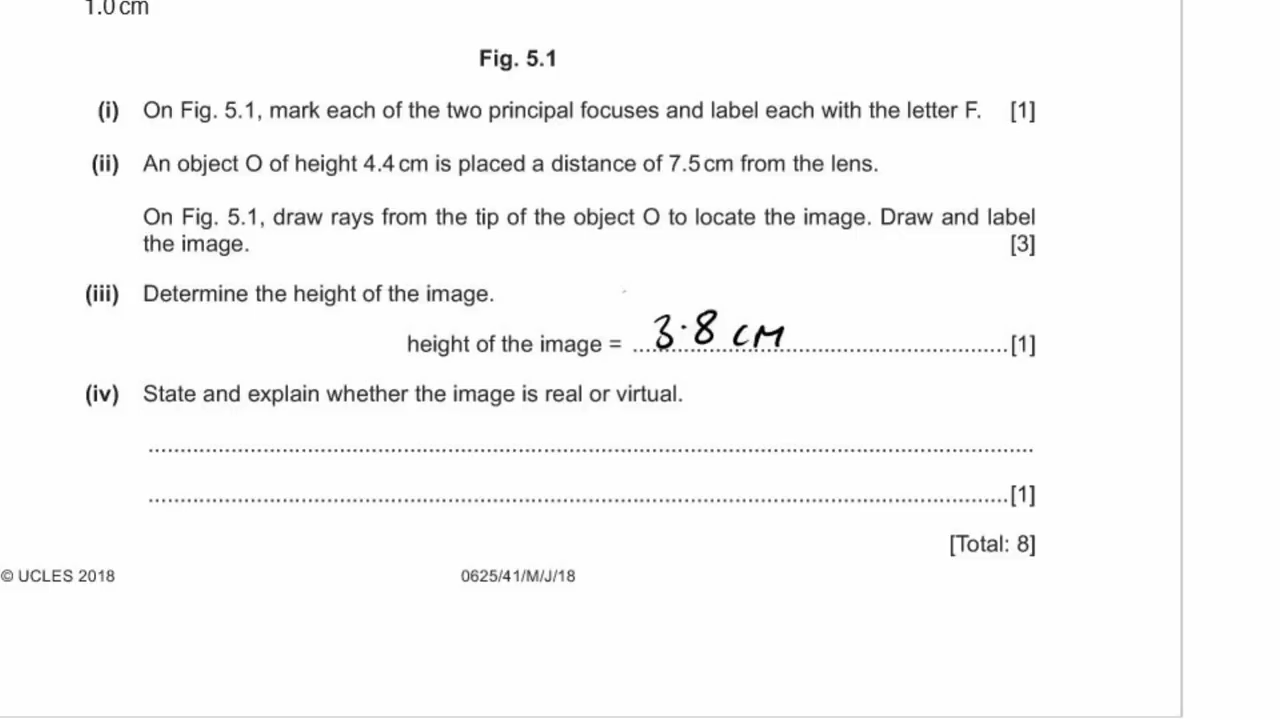 1.0 cm
Fig. 5.1
(i) On Fig. 5.1, mark each of the two principal focuses and label each with the letter F. [1]
(ii) An object O of height 4.4 cm is placed a distance of 7.5 cm from the lens.
On Fig. 5.1, draw rays from the tip of the object O to locate the image. Draw and label
the image. [3]
(iii) Determine the height of the image.
height of the image = 3.8 cm [1]
(iv) State and explain whether the image is real or virtual.
[1]
[Total: 8]
© UCLES 2018 0625/41/M/J/18